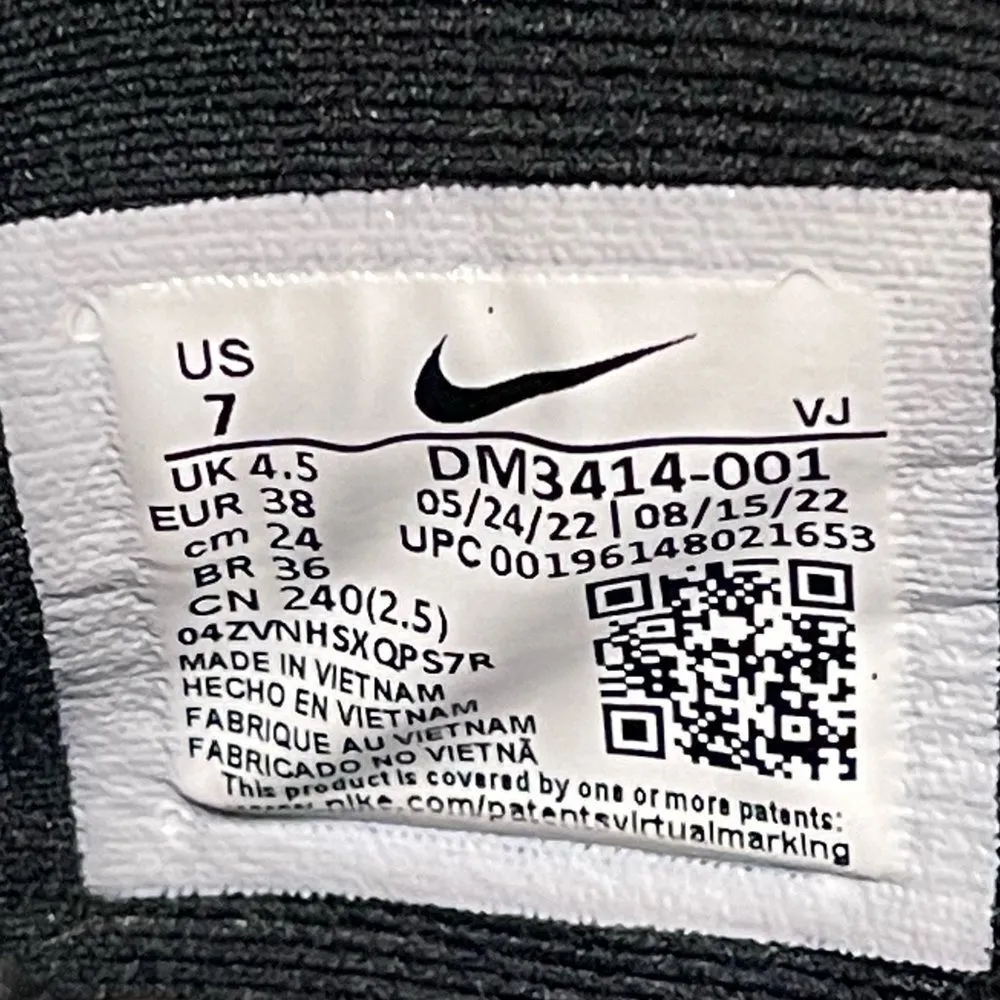 US
7
VJ
UK 4.5
EUR 38
cm 24
BR 36
CN 240(2.5)
DM3414-001
05/24/22 | 08/15/22
UPC 00196148021653
04ZVNHSXQPS7R
MADE IN VIETNAM
HECHO EN VIETNAM
FABRIQUE AU VIETNAM
FABRICADO NO VIETNÃ
This product is covered by one or more patents:
nike.com/patentsvirtualmarking